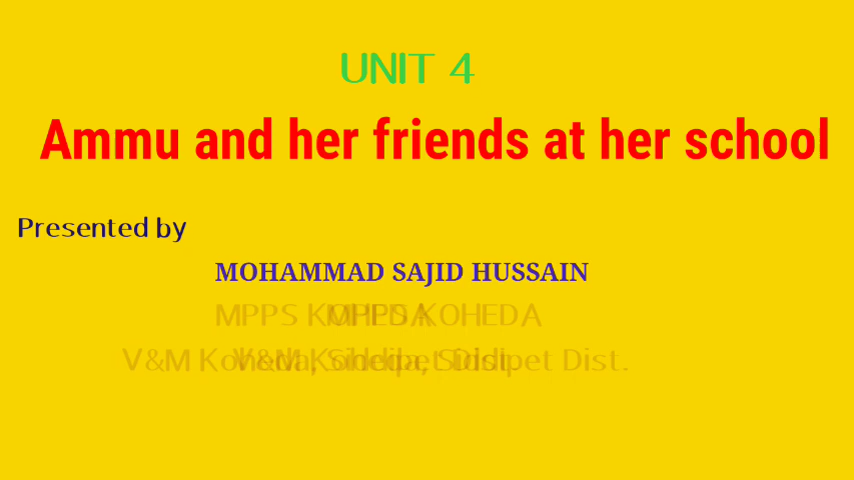 UNIT 4
Ammu and her friends at her school
Presented by
MOHAMMAD SAJID HUSSAIN
MPPS KOHEDA
V&M Koheda, Siddipet Dist.